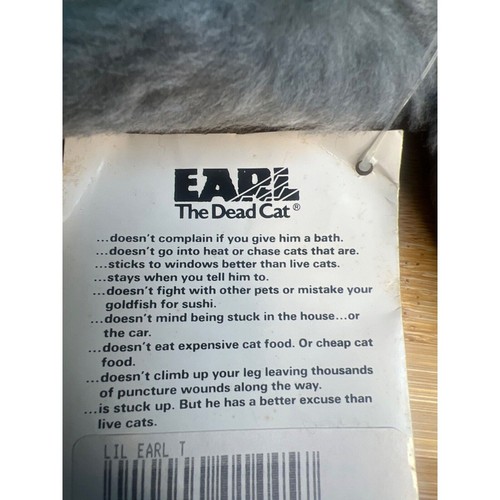 EARL
The Dead Cat®
...doesn't complain if you give him a bath.
...doesn't go into heat or chase cats that are.
...sticks to windows better than live cats.
...stays when you tell him to.
...doesn't fight with other pets or mistake your
goldfish for sushi.
...doesn't mind being stuck in the house...or
the car.
...doesn't eat expensive cat food. Or cheap cat
food.
...doesn't climb up your leg leaving thousands
of puncture wounds along the way.
...is stuck up. But he has a better excuse than
live cats.
LIL EARL T